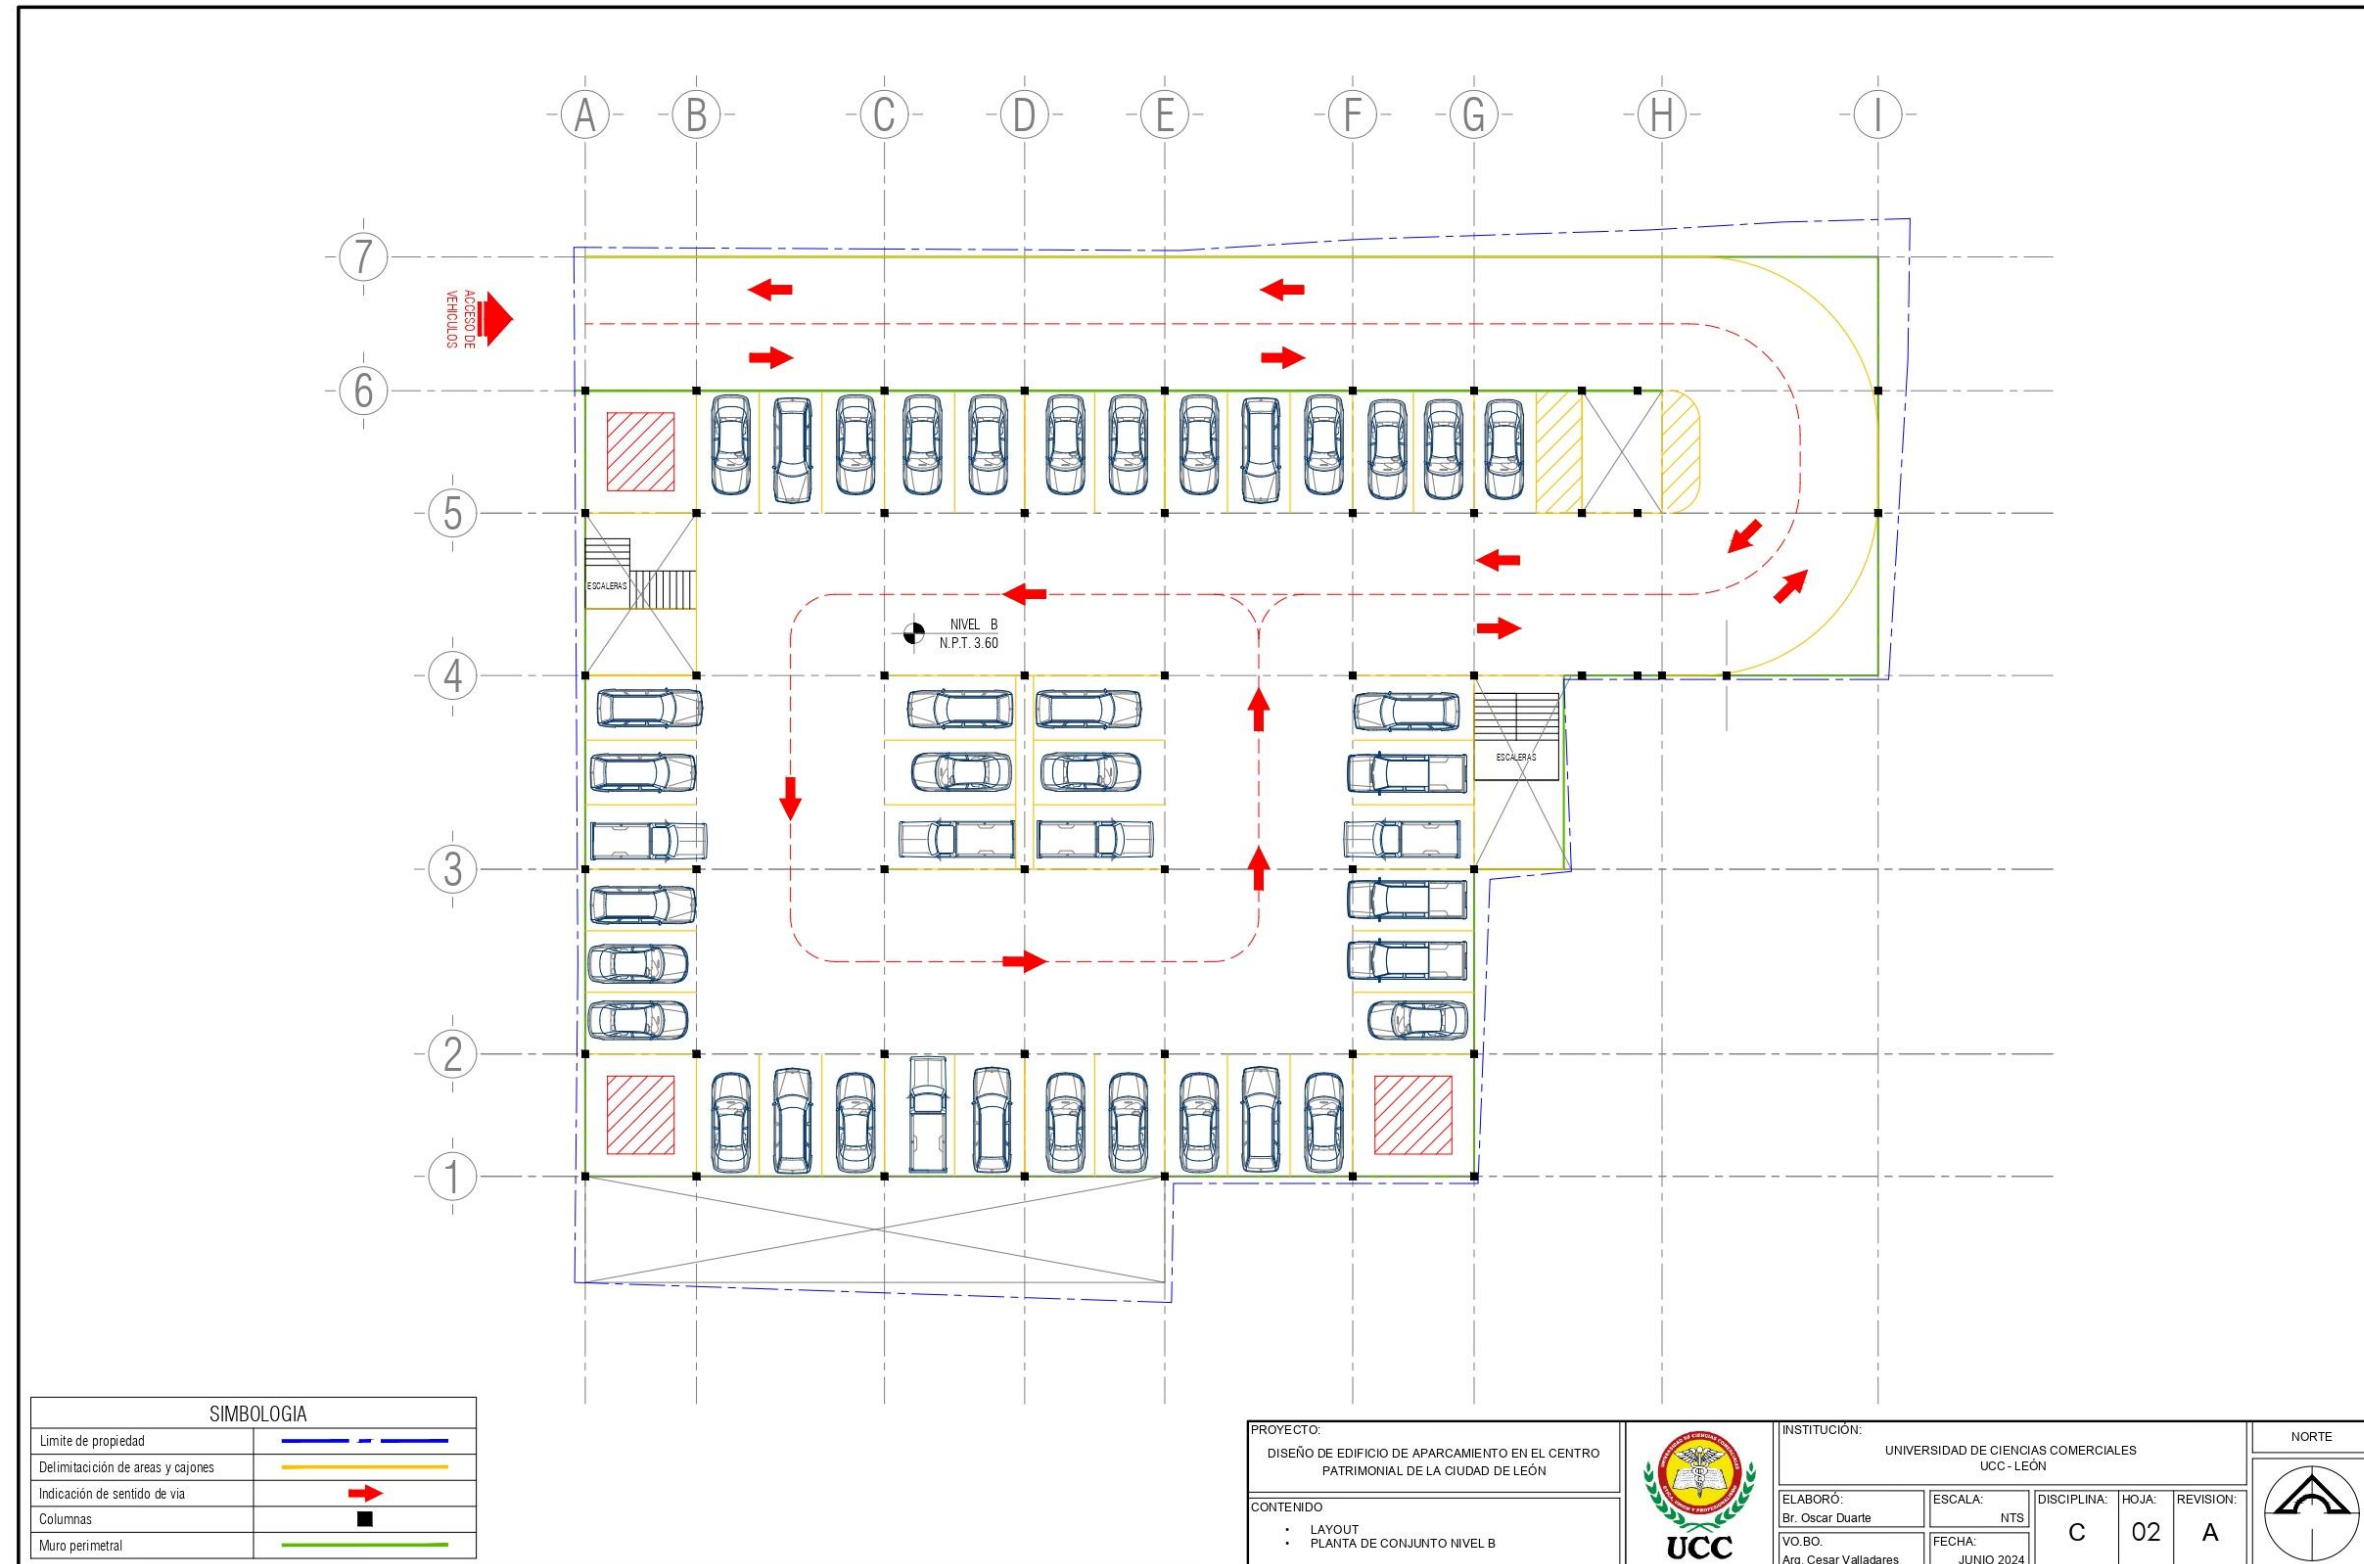 A
B
C
D
E
F
G
H
I
7
6
5
4
3
2
1
ACCESO DE
VEHICULOS
ESCALERAS
NIVEL B
N.P.T. 3.60
ESCALERAS
SIMBOLOGIA
Limite de propiedad
Delimitacición de areas y cajones
Indicación de sentido de via
Columnas
Muro perimetral
PROYECTO:
DISEÑO DE EDIFICIO DE APARCAMIENTO EN EL CENTRO
PATRIMONIAL DE LA CIUDAD DE LEÓN
CONTENIDO
• LAYOUT
• PLANTA DE CONJUNTO NIVEL B
UCC
INSTITUCIÓN:
UNIVERSIDAD DE CIENCIAS COMERCIALES
UCC - LEÓN
ELABORÓ:
Br. Oscar Duarte
VO.BO.
Arq. Cesar Valladares
ESCALA:
NTS
FECHA:
JUNIO 2024
DISCIPLINA:
C
HOJA:
02
REVISION:
A
NORTE